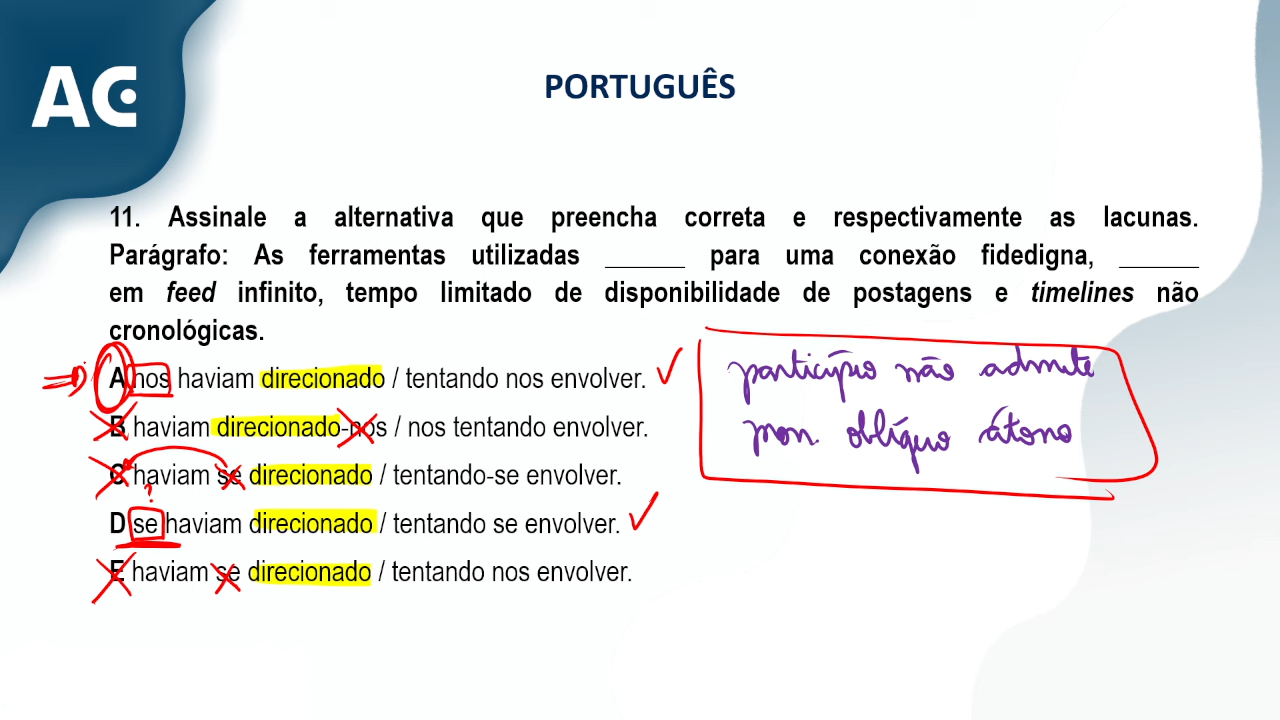 AC
PORTUGUÊS
11. Assinale a alternativa que preencha correta e respectivamente as lacunas.
Parágrafo: As ferramentas utilizadas ______ para uma conexão fidedigna, ______
em feed infinito, tempo limitado de disponibilidade de postagens e timelines não
cronológicas.
A nos haviam direcionado / tentando nos envolver.
B haviam direcionado-nos / nos tentando envolver.
C haviam se direcionado / tentando-se envolver.
?
D se haviam direcionado / tentando se envolver.
E haviam se direcionado / tentando nos envolver.
particípio não admite
pron. oblíquo átono